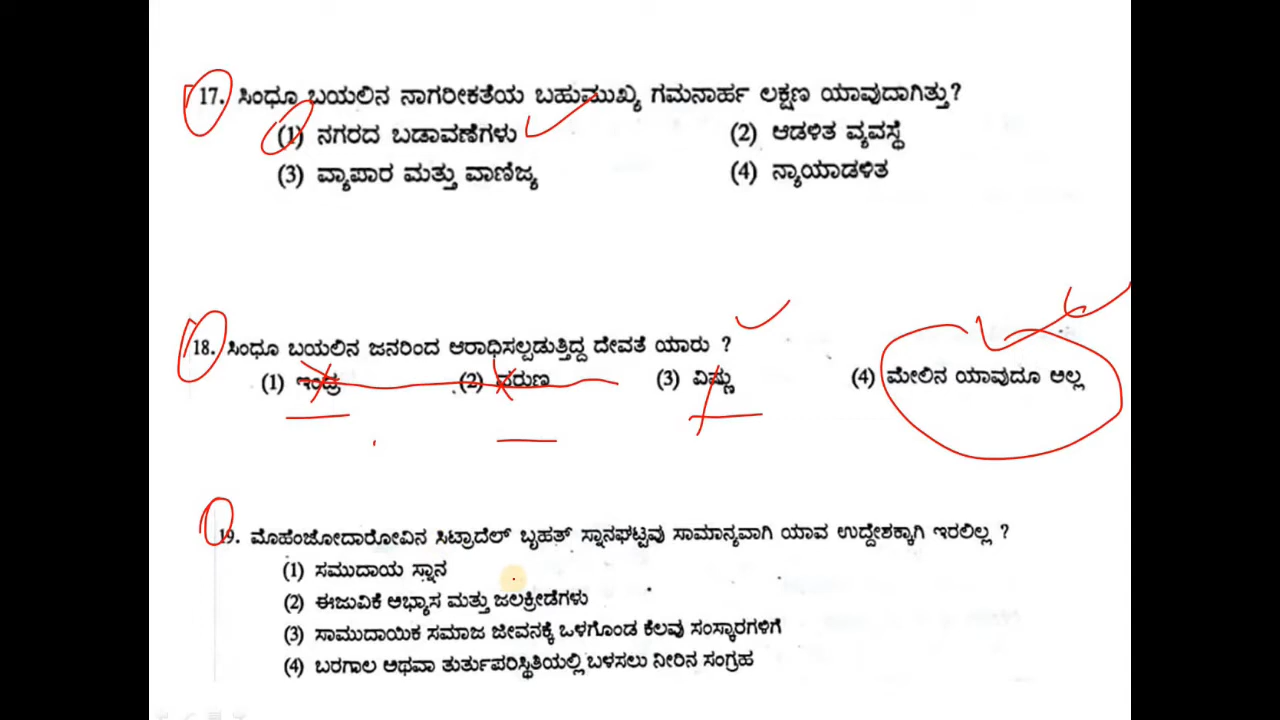 17. ಸಿಂಧೂ ಬಯಲಿನ ನಾಗರೀಕತೆಯ ಬಹುಮುಖ್ಯ ಗಮನಾರ್ಹ ಲಕ್ಷಣ ಯಾವುದಾಗಿತ್ತು?
(1) ನಗರದ ಬಡಾವಣೆಗಳು (2) ಆಡಳಿತ ವ್ಯವಸ್ಥೆ
(3) ವ್ಯಾಪಾರ ಮತ್ತು ವಾಣಿಜ್ಯ (4) ನ್ಯಾಯಾಡಳಿತ
18. ಸಿಂಧೂ ಬಯಲಿನ ಜನರಿಂದ ಆರಾಧಿಸಲ್ಪಡುತ್ತಿದ್ದ ದೇವತೆ ಯಾರು ?
(1) ಇಂದ್ರ (2) ವರುಣ (3) ವಿಷ್ಣು (4) ಮೇಲಿನ ಯಾವುದೂ ಅಲ್ಲ
19. ಮೊಹೆಂಜೋದಾರೋವಿನ ಸಿಟ್ರಾದೆಲ್ ಬೃಹತ್ ಸ್ನಾನಘಟ್ಟವು ಸಾಮಾನ್ಯವಾಗಿ ಯಾವ ಉದ್ದೇಶಕ್ಕಾಗಿ ಇರಲಿಲ್ಲ ?
(1) ಸಮುದಾಯ ಸ್ನಾನ
(2) ಈಜುವಿಕೆ ಅಭ್ಯಾಸ ಮತ್ತು ಜಲಕ್ರೀಡೆಗಳು
(3) ಸಾಮುದಾಯಿಕ ಸಮಾಜ ಜೀವನಕ್ಕೆ ಒಳಗೊಂಡ ಕೆಲವು ಸಂಸ್ಕಾರಗಳಿಗೆ
(4) ಬರಗಾಲ ಅಥವಾ ತುರ್ತುಪರಿಸ್ಥಿತಿಯಲ್ಲಿ ಬಳಸಲು ನೀರಿನ ಸಂಗ್ರಹ